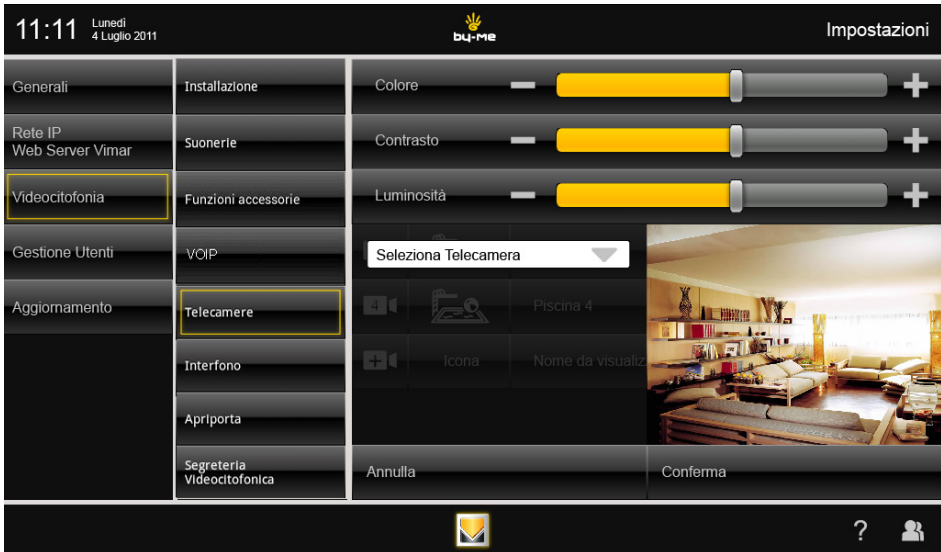 11:11
Lunedì
4 Luglio 2011
by-me
Impostazioni
Generali
Rete IP
Web Server Vimar
Videocitofonia
Gestione Utenti
Aggiornamento
Installazione
Suonerie
Funzioni accessorie
VOIP
Telecamere
Interfono
Apriporta
Segreteria
Videocitofonica
Colore
Contrasto
Luminosità
Seleziona Telecamera
4
Piscina 4
Icona
Nome da visualiz
Annulla
Conferma
?